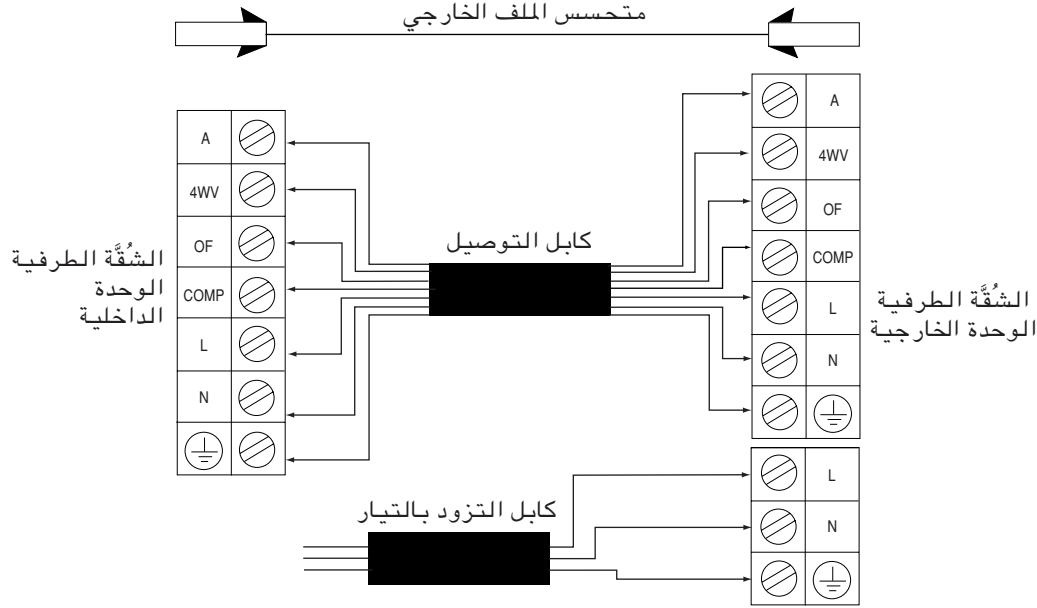 متحسس الملف الخارجي
A
4WV
OF
COMP
L
N
الشُقَّة الطرفية
الوحدة
الداخلية
كابل التوصيل
A
4WV
OF
COMP
L
N
الشُقَّة الطرفية
الوحدة الخارجية
كابل التزود بالتيار
L
N